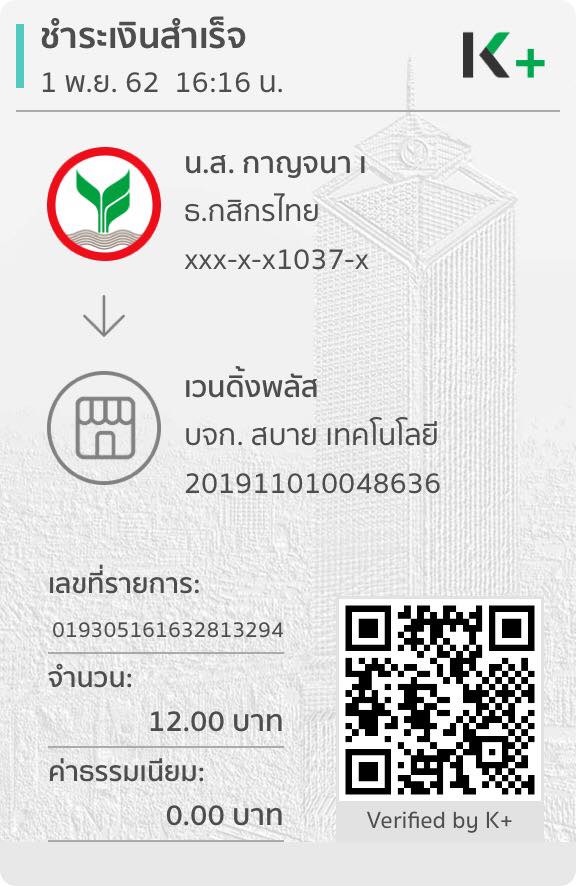 ชำระเงินสำเร็จ
1 พ.ย. 62 16:16 น.
K+
น.ส. กาญจนา เ
ธ.กสิกรไทย
xxx-x-x1037-x
เวนดิ้งพลัส
บจก. สบาย เทคโนโลยี
201911010048636
เลขที่รายการ:
019305161632813294
จำนวน:
12.00 บาท
ค่าธรรมเนียม:
0.00 บาท
Verified by K+